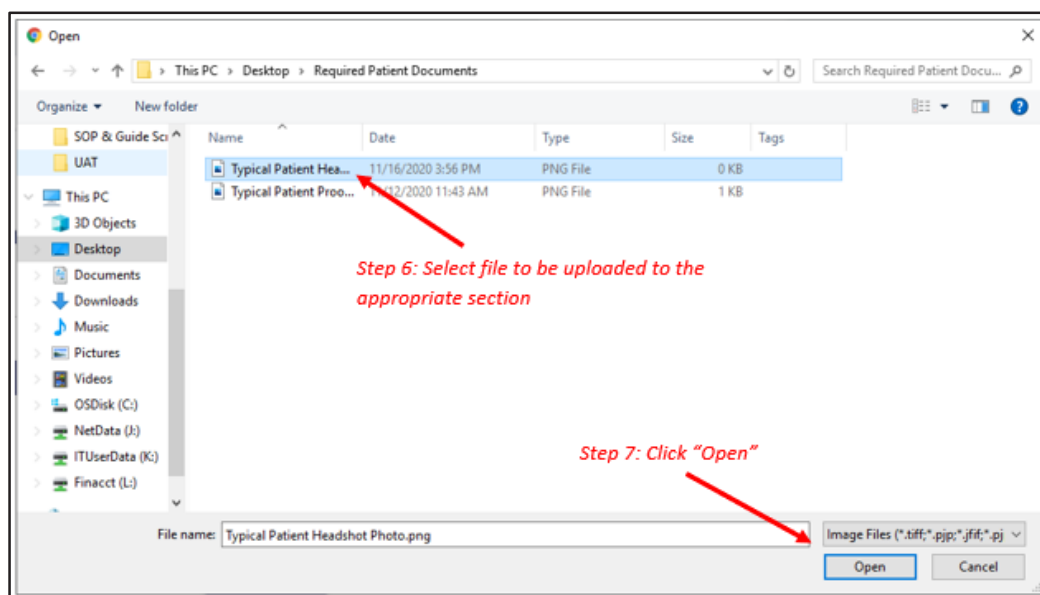 Open
This PC > Desktop > Required Patient Documents
Search Required Patient Docu...
Organize
New folder
SOP & Guide Scr
UAT
This PC
3D Objects
Desktop
Documents
Downloads
Music
Pictures
Videos
OSDisk (C:)
NetData (J:)
ITUserData (K:)
Finacct (L:)
Name Date Type Size Tags
Typical Patient Hea... 11/16/2020 3:56 PM PNG File 0 KB
Typical Patient Proo... 11/12/2020 11:43 AM PNG File 1 KB
Step 6: Select file to be uploaded to the
appropriate section
Step 7: Click “Open”
File name: Typical Patient Headshot Photo.png
Image Files (*.tiff;*.pjp;*.jfif;*.pj
Open Cancel